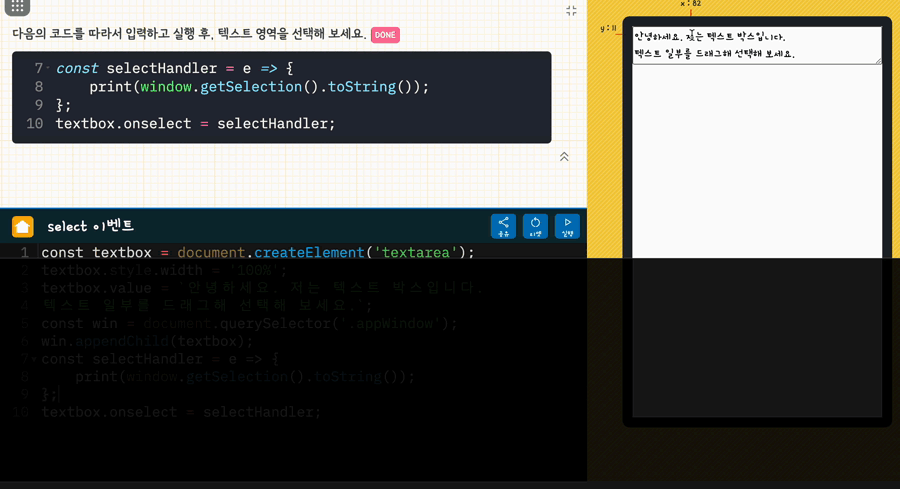 다음의 코드를 따라서 입력하고 실행 후, 텍스트 영역을 선택해 보세요. DONE
7 const selectHandler = e => {
8 print(window.getSelection().toString());
9 };
10 textbox.onselect = selectHandler;
select 이벤트
공유
리셋
실행
1 const textbox = document.createElement('textarea');
2 textbox.style.width = '100%';
3 textbox.value = '안녕하세요. 저는 텍스트 박스입니다.
4 텍스트 일부를 드래그해 선택해 보세요.';
5 const win = document.querySelector('.appWindow');
6 win.appendChild(textbox);
7 const selectHandler = e => {
8 print(window.getSelection().toString());
9 };
10 textbox.onselect = selectHandler;
x:82
y:11
안녕하세요. 저는 텍스트 박스입니다.
텍스트 일부를 드래그해 선택해 보세요.